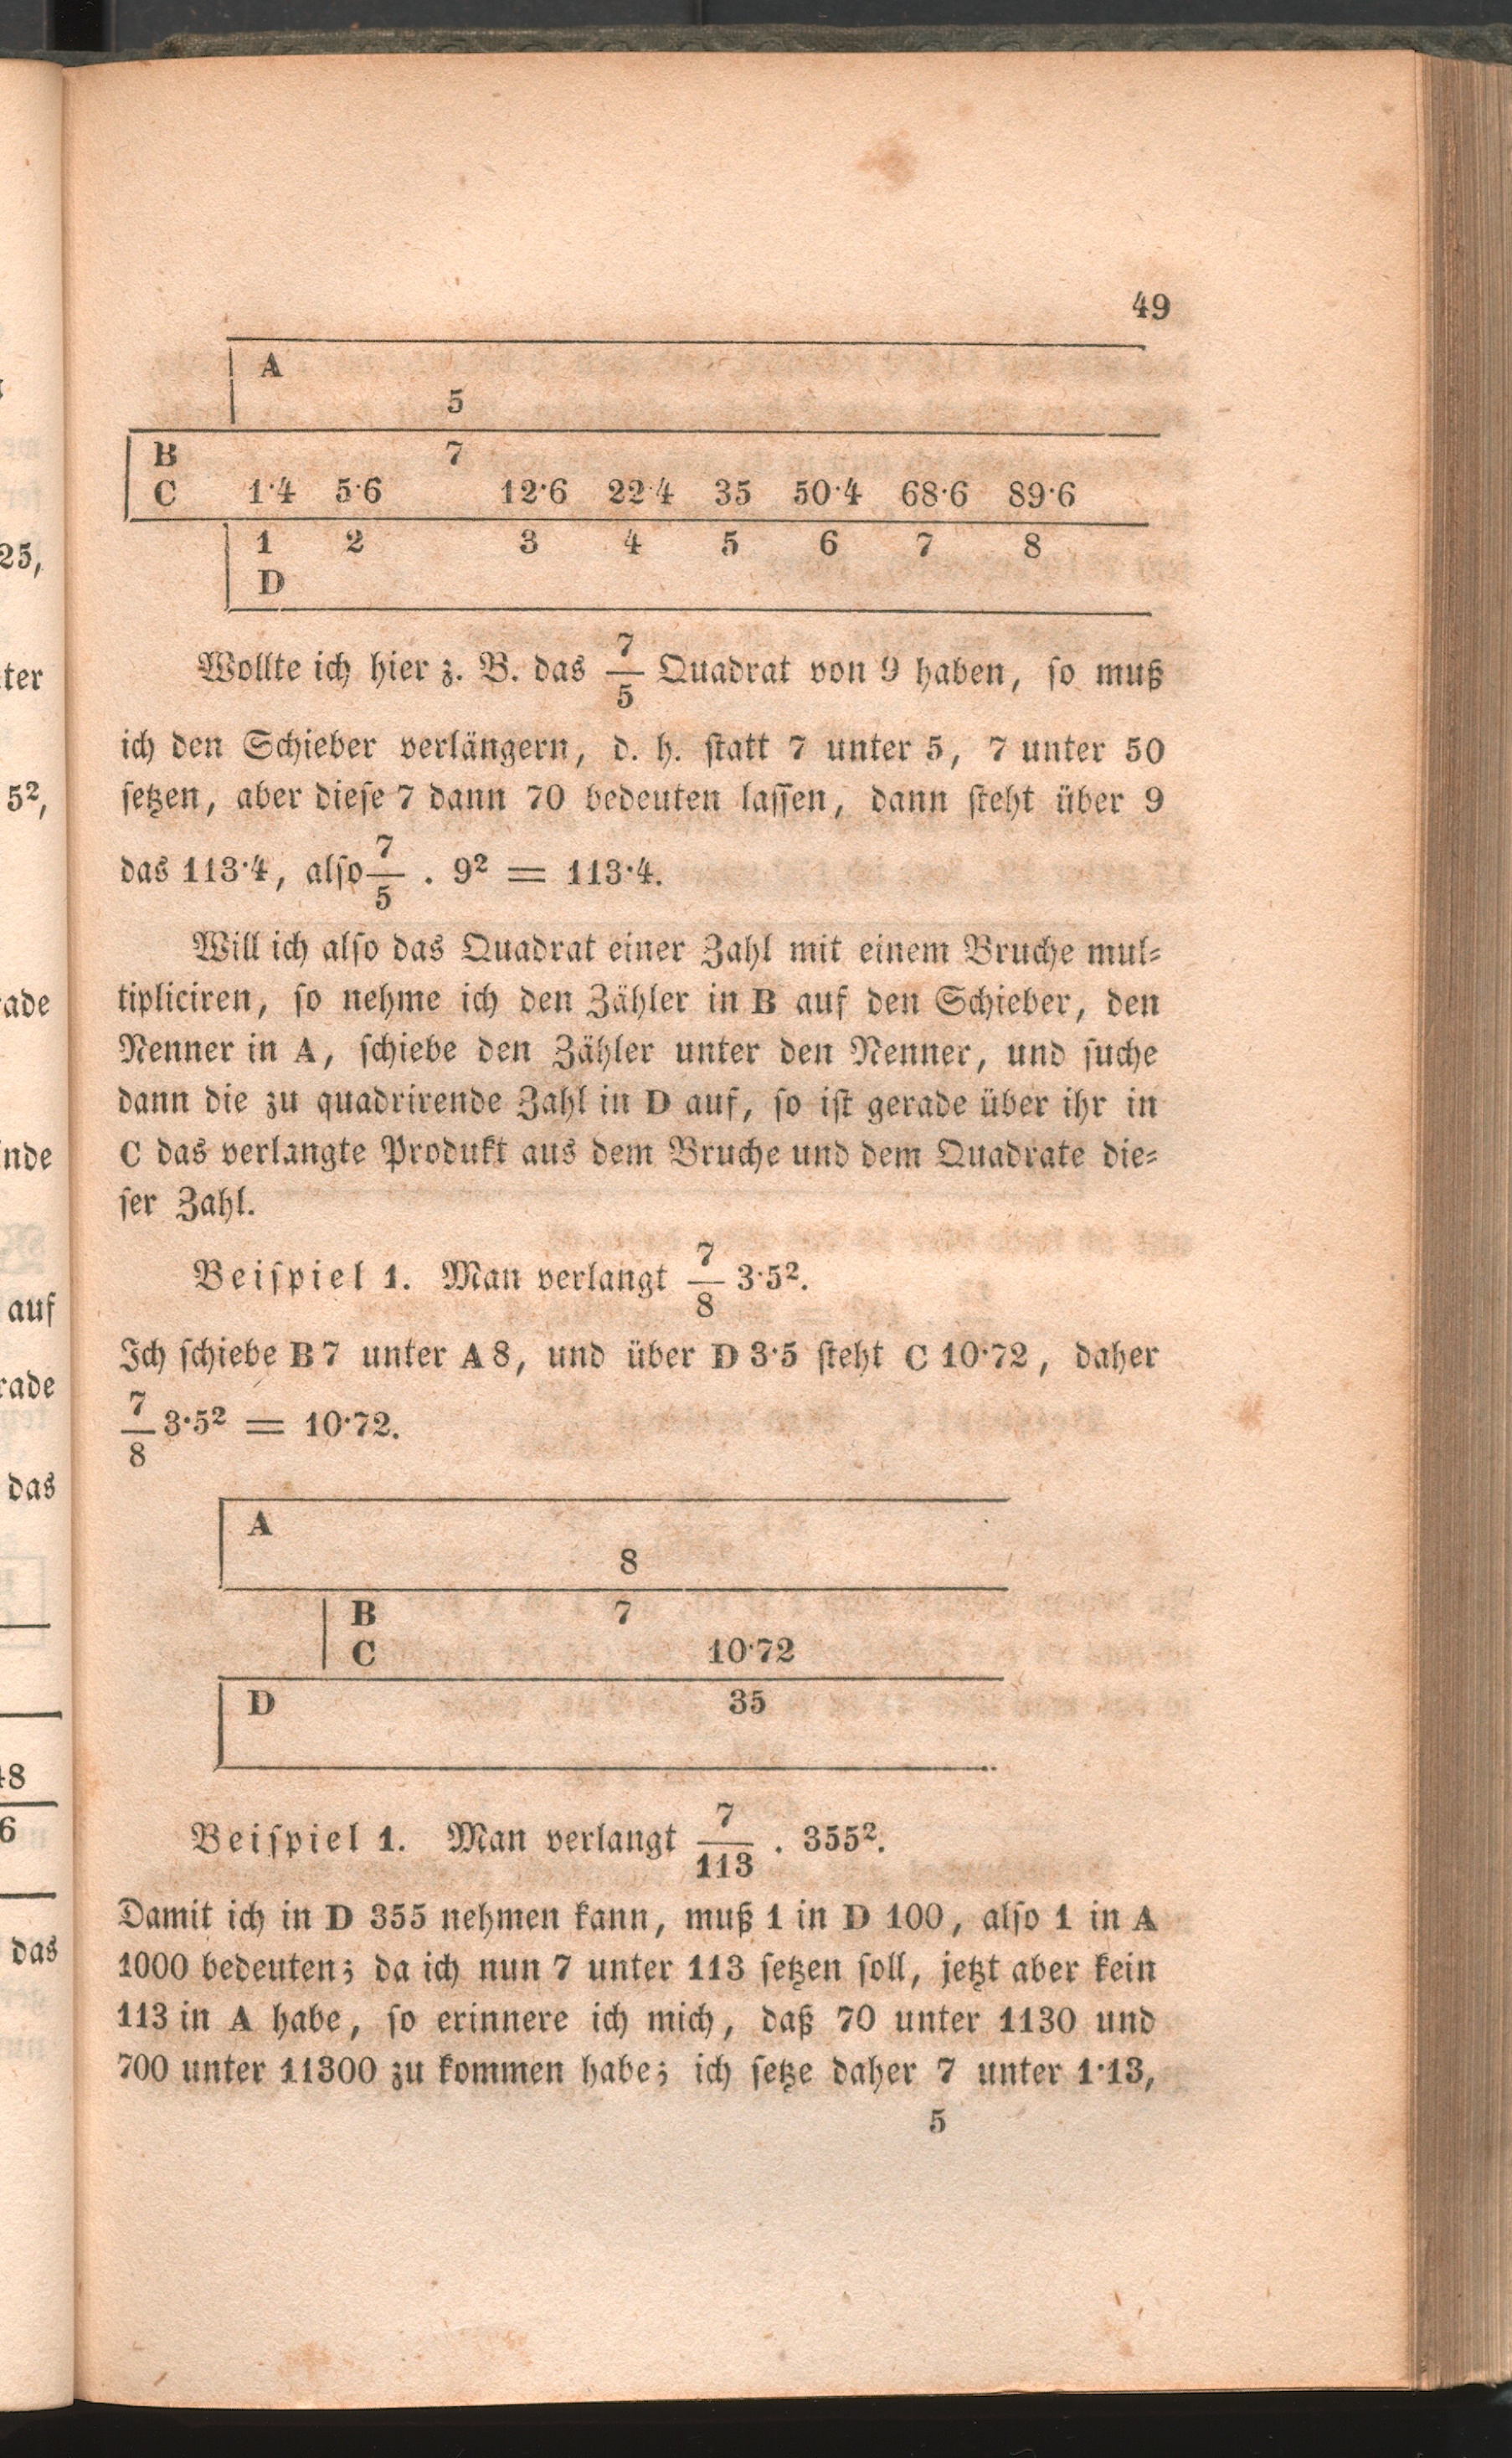 49
A
5
B 7
C 1·4 5·6 12·6 22·4 35 50·4 68·6 89·6
1 2 3 4 5 6 7 8
D
Wollte ich hier z. B. das 7/5 Quadrat von 9 haben, ſo muß
ich den Schieber verlängern, d. h. ſtatt 7 unter 5, 7 unter 50
ſetzen, aber dieſe 7 dann 70 bedeuten laſſen, dann ſteht über 9
das 113·4, alſo 7/5 . 9² = 113·4.
Will ich alſo das Quadrat einer Zahl mit einem Bruche mul⸗
tipliciren, ſo nehme ich den Zähler in B auf den Schieber, den
Nenner in A, ſchiebe den Zähler unter den Nenner, und ſuche
dann die zu quadrirende Zahl in D auf, ſo iſt gerade über ihr in
C das verlangte Produkt aus dem Bruche und dem Quadrate die⸗
ſer Zahl.
Beiſpiel 1. Man verlangt 7/8 3·5².
Ich ſchiebe B 7 unter A 8, und über D 3·5 ſteht C 10·72, daher
7/8 3·5² = 10·72.
A
8
B 7
C 10·72
D 35
Beiſpiel 1. Man verlangt 7/113 . 355².
Damit ich in D 355 nehmen kann, muß 1 in D 100, alſo 1 in A
1000 bedeuten; da ich nun 7 unter 113 ſetzen ſoll, jetzt aber kein
113 in A habe, ſo erinnere ich mich, daß 70 unter 1130 und
700 unter 11300 zu kommen habe; ich ſetze daher 7 unter 1·13,
5
25,
ter
5²,
ade
nde
auf
rade
das
48
6
das